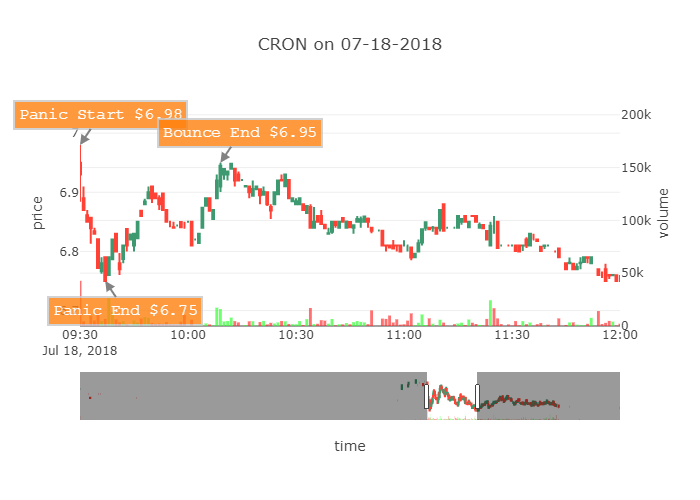 CRON on 07-18-2018
Panic Start $6.98
Bounce End $6.95
200k
150k
100k
50k
0
6.9
6.8
price
volume
Panic End $6.75
09:30
10:00
10:30
11:00
11:30
12:00
Jul 18, 2018
time